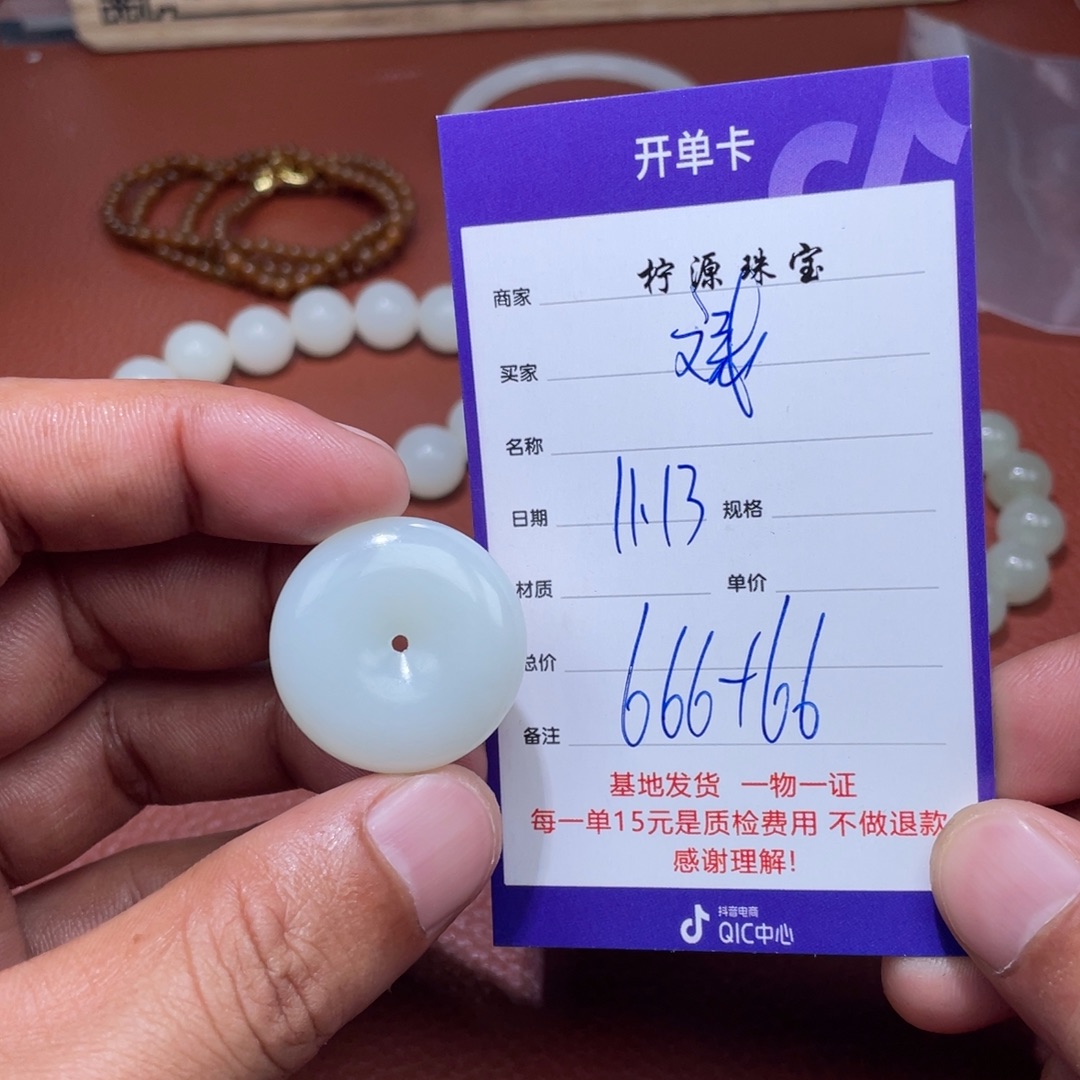 开单卡
商家 柠源珠宝
买家
名称
日期 11.13 规格
材质 单价
总价 666+66
备注
基地发货 一物一证
每一单15元是质检费用 不做退款
感谢理解!
抖音电商
QIC中心